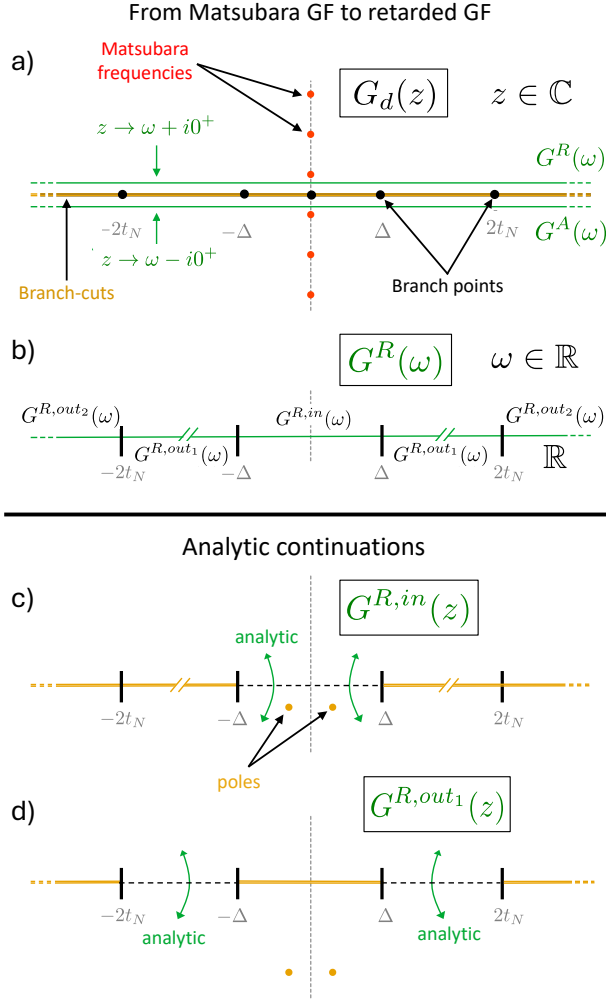 From Matsubara GF to retarded GF
a)
Matsubara
frequencies
G_d(z)
z ∈ ℂ
z → ω + i0⁺
G^R(ω)
−2t_N
−Δ
Δ
2t_N
G^A(ω)
z → ω − i0⁺
Branch-cuts
Branch points
b)
G^R(ω)
ω ∈ ℝ
G^{R,out_2}(ω)
G^{R,in}(ω)
G^{R,out_2}(ω)
G^{R,out_1}(ω)
G^{R,out_1}(ω)
ℝ
−2t_N
−Δ
Δ
2t_N
Analytic continuations
c)
G^{R,in}(z)
analytic
−2t_N
−Δ
Δ
2t_N
poles
d)
G^{R,out_1}(z)
−2t_N
−Δ
Δ
2t_N
analytic
analytic